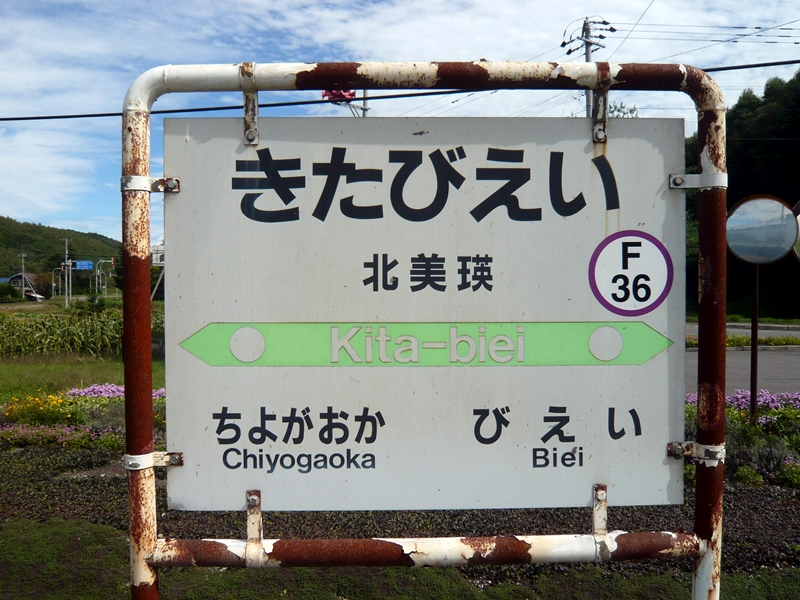 きたびえい
北美瑛
F
36
Kita-biei
ちよがおか びえい
Chiyogaoka Biei